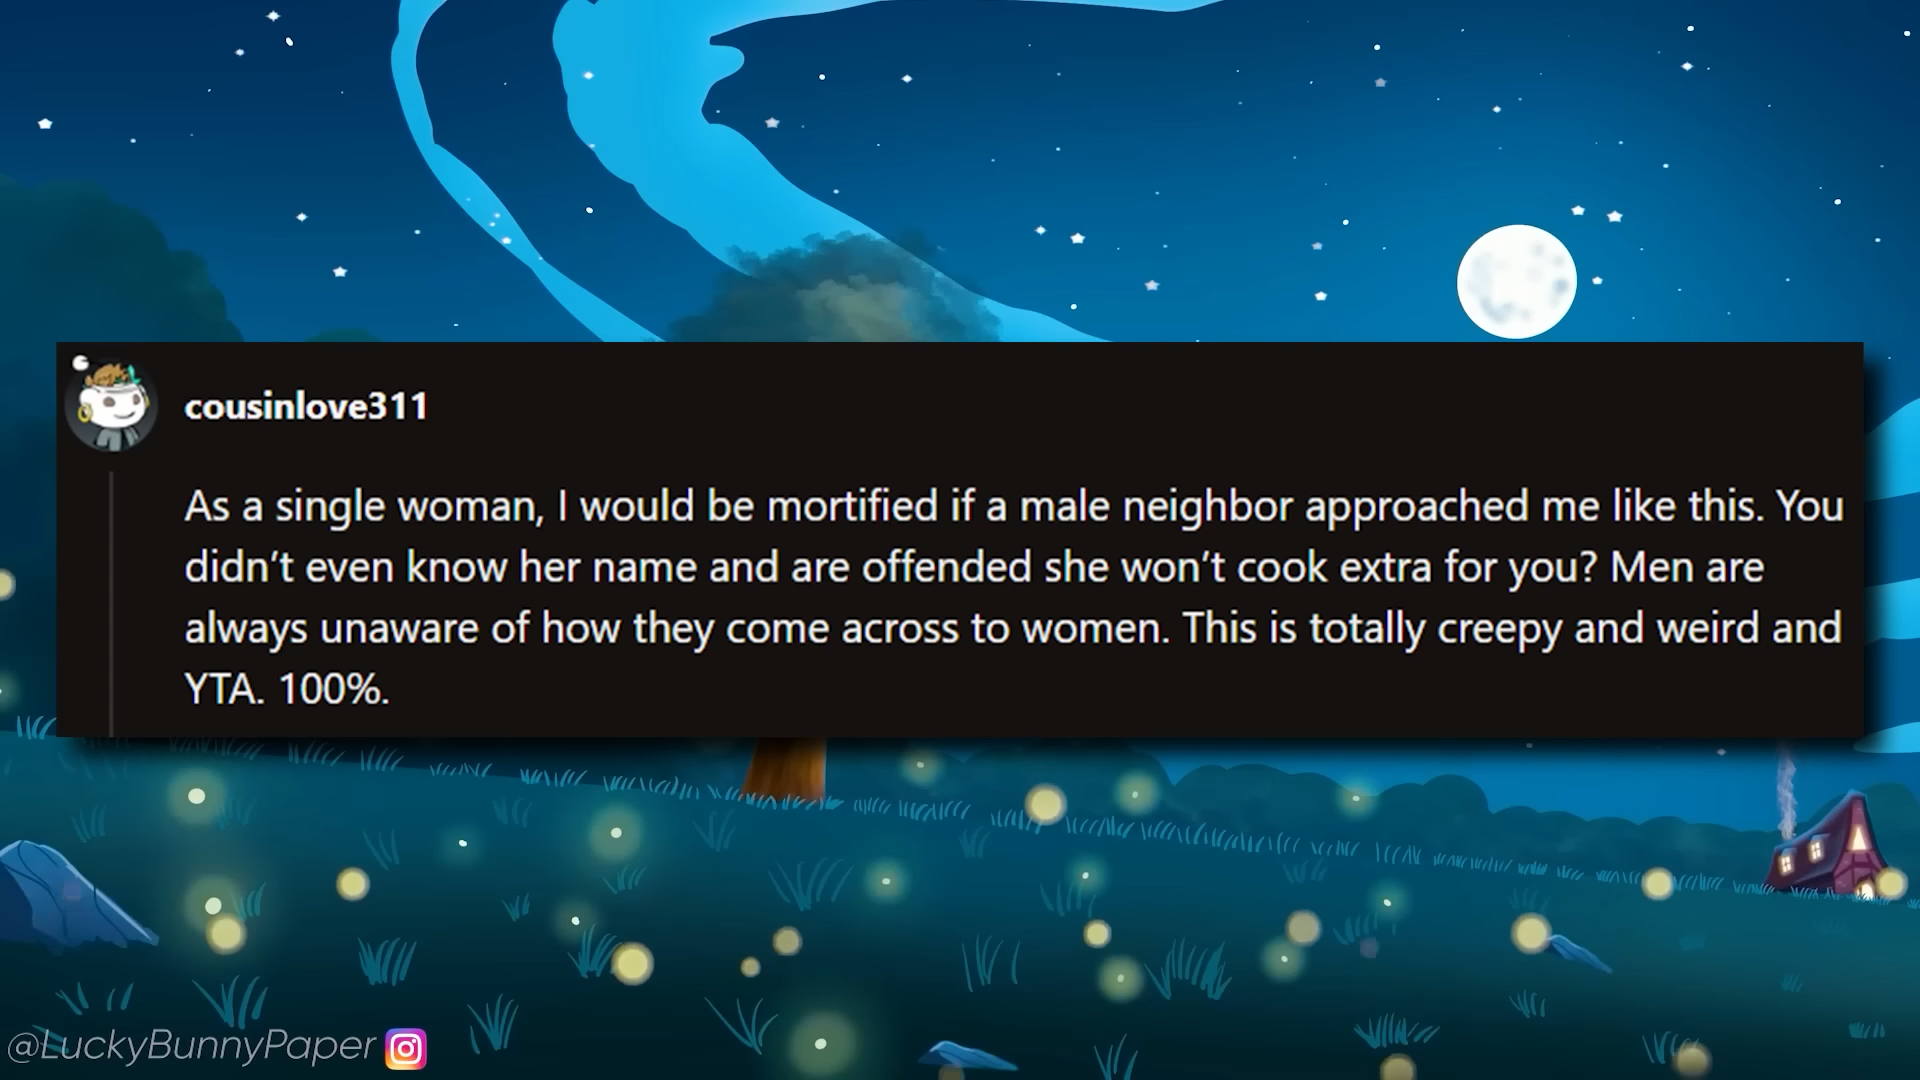 cousinlove311
As a single woman, I would be mortified if a male neighbor approached me like this. You
didn’t even know her name and are offended she won’t cook extra for you? Men are
always unaware of how they come across to women. This is totally creepy and weird and
YTA. 100%.
@LuckyBunnyPaper